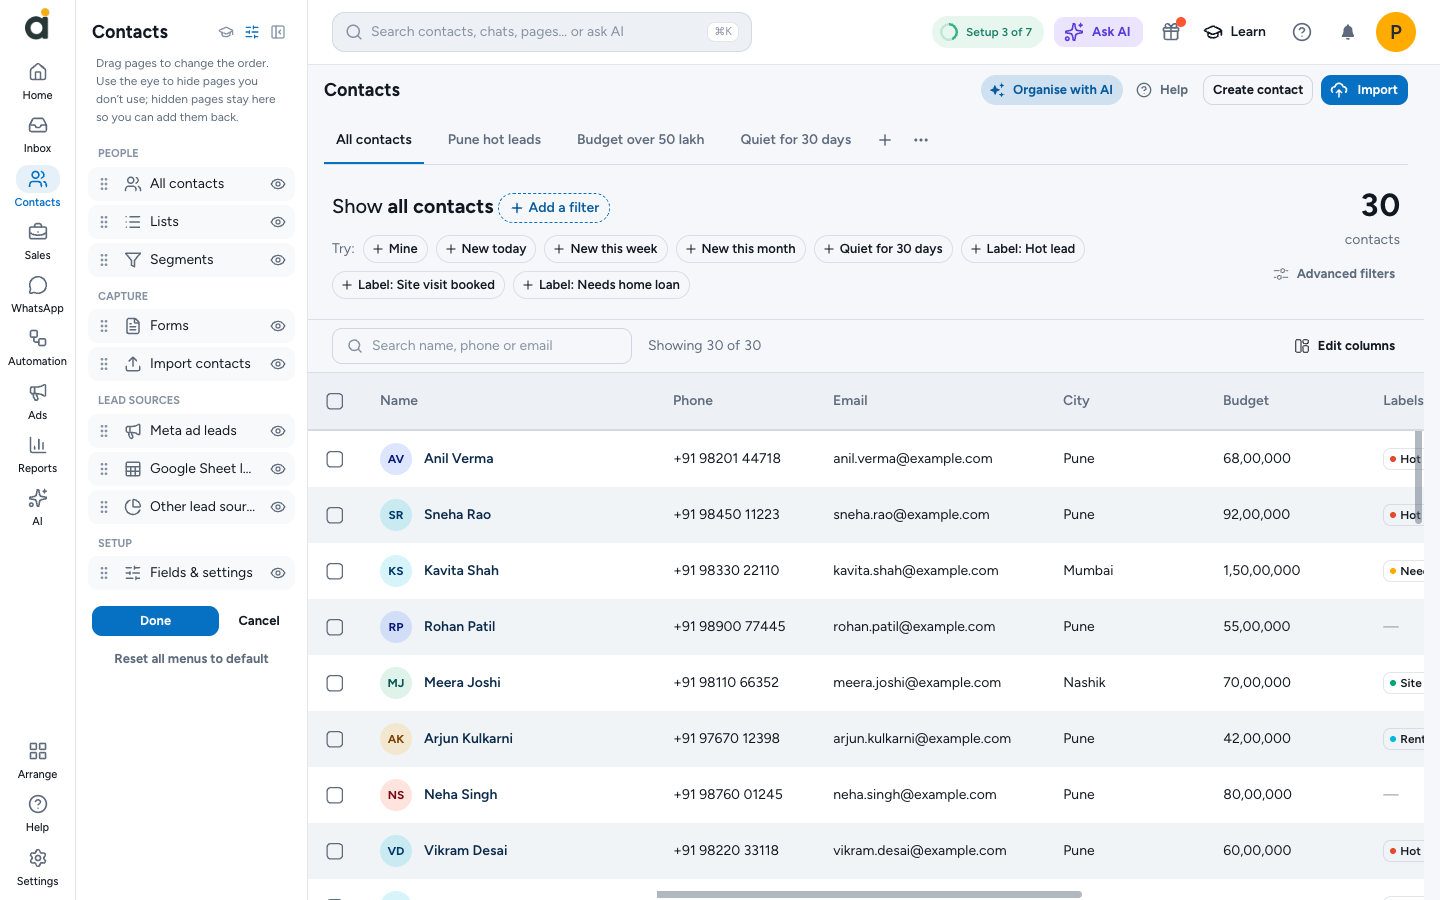 Contacts
Drag pages to change the order.
Use the eye to hide pages you
don't use; hidden pages stay here
so you can add them back.
PEOPLE
All contacts
Lists
Segments
CAPTURE
Forms
Import contacts
LEAD SOURCES
Meta ad leads
Google Sheet l...
Other lead sour...
SETUP
Fields & settings
Done
Cancel
Reset all menus to default
Home
Inbox
Contacts
Sales
WhatsApp
Automation
Ads
Reports
AI
Arrange
Help
Settings
Search contacts, chats, pages... or ask AI
⌘K
Setup 3 of 7
Ask AI
Learn
P
Contacts
Organise with AI
Help
Create contact
Import
All contacts
Pune hot leads
Budget over 50 lakh
Quiet for 30 days
Show all contacts
Add a filter
30
contacts
Try:
Mine
New today
New this week
New this month
Quiet for 30 days
Label: Hot lead
Label: Site visit booked
Label: Needs home loan
Advanced filters
Search name, phone or email
Showing 30 of 30
Edit columns
Name Phone Email City Budget Labels
AV Anil Verma +91 98201 44718 anil.verma@example.com Pune 68,00,000 Hot
SR Sneha Rao +91 98450 11223 sneha.rao@example.com Pune 92,00,000 Hot
KS Kavita Shah +91 98330 22110 kavita.shah@example.com Mumbai 1,50,00,000 Nee
RP Rohan Patil +91 98900 77445 rohan.patil@example.com Pune 55,00,000 —
MJ Meera Joshi +91 98110 66352 meera.joshi@example.com Nashik 70,00,000 Site
AK Arjun Kulkarni +91 97670 12398 arjun.kulkarni@example.com Pune 42,00,000 Rent
NS Neha Singh +91 98760 01245 neha.singh@example.com Pune 80,00,000 —
VD Vikram Desai +91 98220 33118 vikram.desai@example.com Pune 60,00,000 Hot